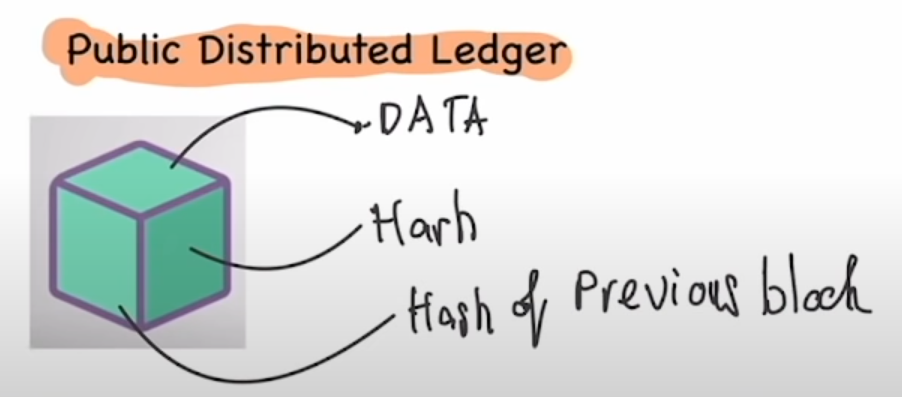 Public Distributed Ledger
DATA
Hash
Hash of Previous block